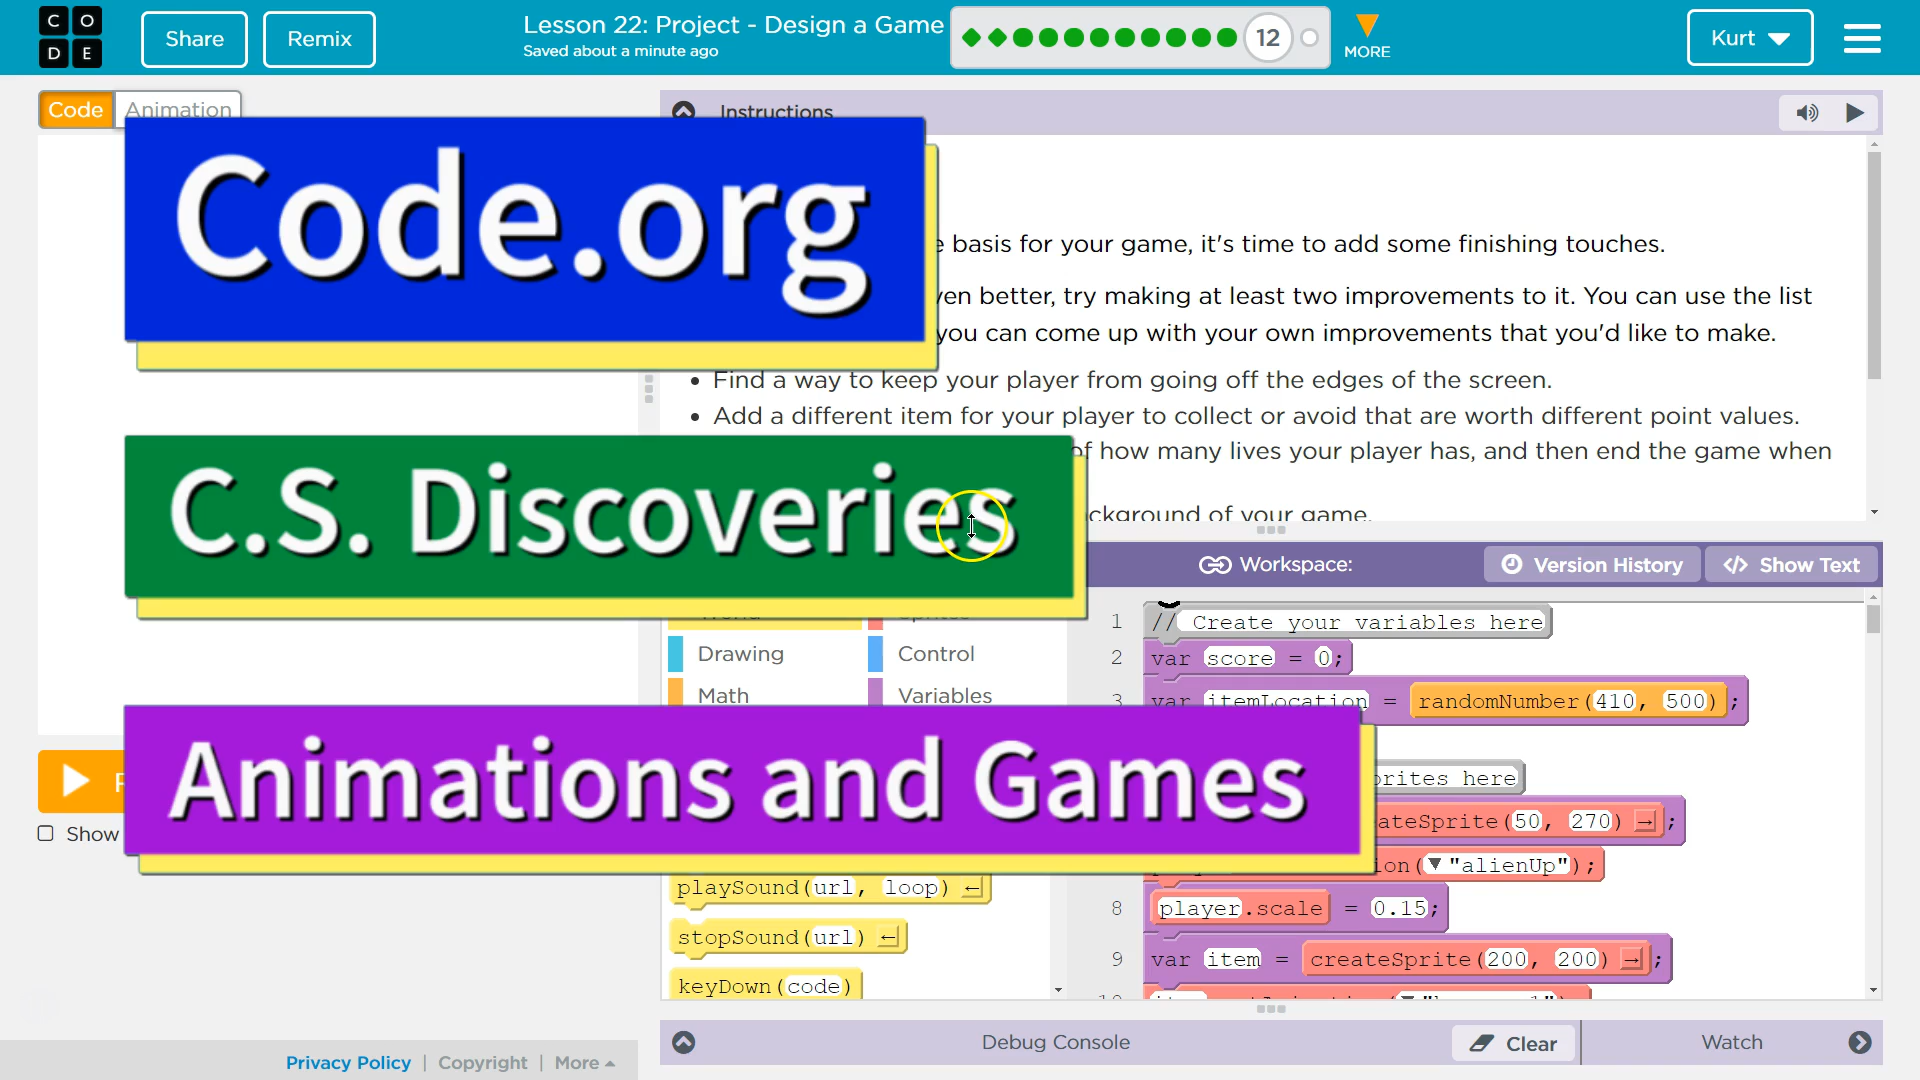 CODE
Share
Remix
Lesson 22: Project - Design a Game
Saved about a minute ago
12
MORE
Kurt
Code
Animation
Instructions
Code.org
basis for your game, it's time to add some finishing touches.
better, try making at least two improvements to it. You can use the list
you can come up with your own improvements that you'd like to make.
• Find a way to keep your player from going off the edges of the screen.
• Add a different item for your player to collect or avoid that are worth different point values.
of how many lives your player has, and then end the game when
of your game.
C.S. Discoveries
Workspace:
Version History
</> Show Text
Drawing
Control
Math
Variables
1 // Create your variables here
2 var score = 0;
3 var itemLocation = randomNumber(410, 500);
here
(50, 270) → ;
("alienUp");
8 player.scale = 0.15;
9 var item = createSprite(200, 200) → ;
Animations and Games
Show
playSound(url, loop) ←
stopSound(url) ←
keyDown(code)
Debug Console
Clear
Watch
Privacy Policy | Copyright | More